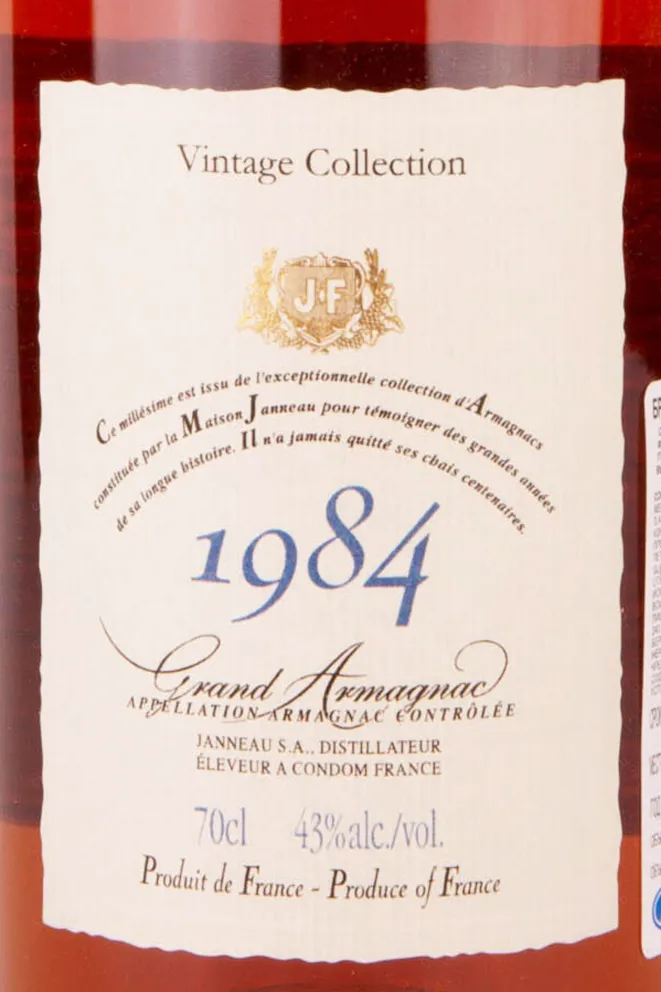 Vintage Collection
J·F
Ce millésime est issu de l'exceptionnelle collection d'Armagnacs
constituée par la Maison Janneau pour témoigner des grandes années
de sa longue histoire. Il n'a jamais quitté ses chais centenaires.
1984
Grand Armagnac
APPELLATION ARMAGNAC CONTRÔLÉE
JANNEAU S.A., DISTILLATEUR
ÉLEVEUR A CONDOM FRANCE
70cl 43%alc./vol.
Produit de France - Produce of France